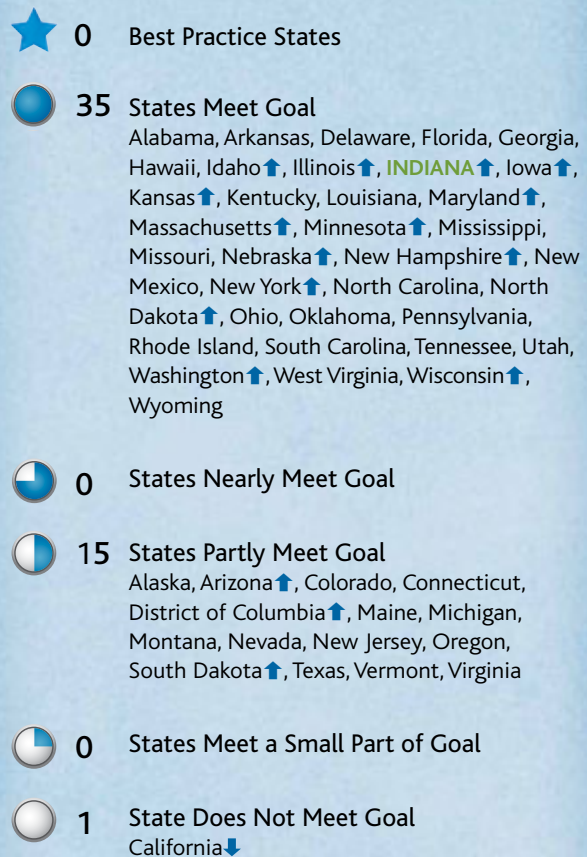 0 Best Practice States
35 States Meet Goal
Alabama, Arkansas, Delaware, Florida, Georgia,
Hawaii, Idaho⬆, Illinois⬆, INDIANA⬆, Iowa⬆,
Kansas⬆, Kentucky, Louisiana, Maryland⬆,
Massachusetts⬆, Minnesota⬆, Mississippi,
Missouri, Nebraska⬆, New Hampshire⬆, New
Mexico, New York⬆, North Carolina, North
Dakota⬆, Ohio, Oklahoma, Pennsylvania,
Rhode Island, South Carolina, Tennessee, Utah,
Washington⬆, West Virginia, Wisconsin⬆,
Wyoming
0 States Nearly Meet Goal
15 States Partly Meet Goal
Alaska, Arizona⬆, Colorado, Connecticut,
District of Columbia⬆, Maine, Michigan,
Montana, Nevada, New Jersey, Oregon,
South Dakota⬆, Texas, Vermont, Virginia
0 States Meet a Small Part of Goal
1 State Does Not Meet Goal
California⬇